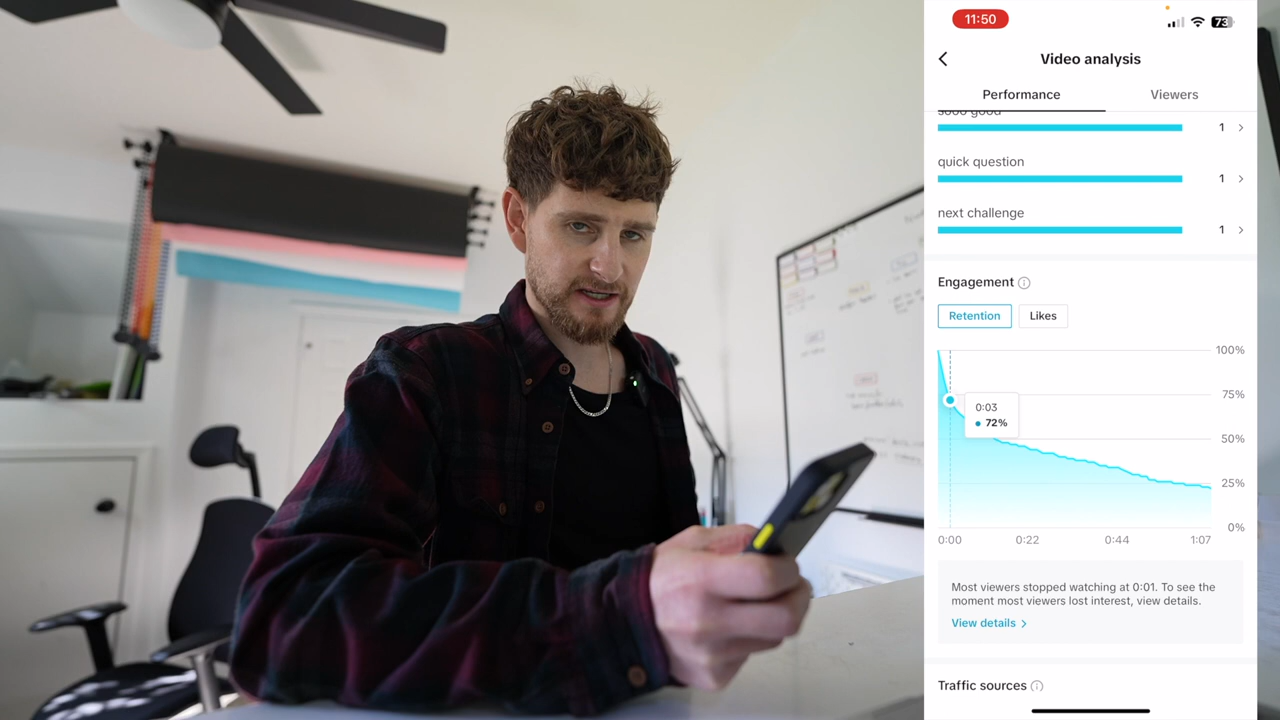 11:50
73
Video analysis
Performance
Viewers
sooo good
1
quick question
1
next challenge
1
Engagement
Retention
Likes
100%
75%
0:03
72%
50%
25%
0%
0:00
0:22
0:44
1:07
Most viewers stopped watching at 0:01. To see the
moment most viewers lost interest, view details.
View details
Traffic sources